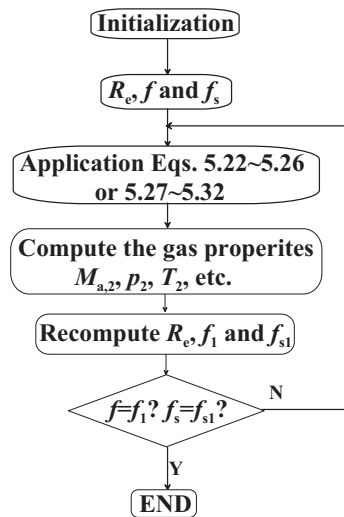 Initialization
Re, f and fs
Application Eqs. 5.22~5.26
or 5.27~5.32
Compute the gas properites
Ma,2, p2, T2, etc.
Recompute Re, f1 and fs1
f=f1? fs=fs1?
N
Y
END